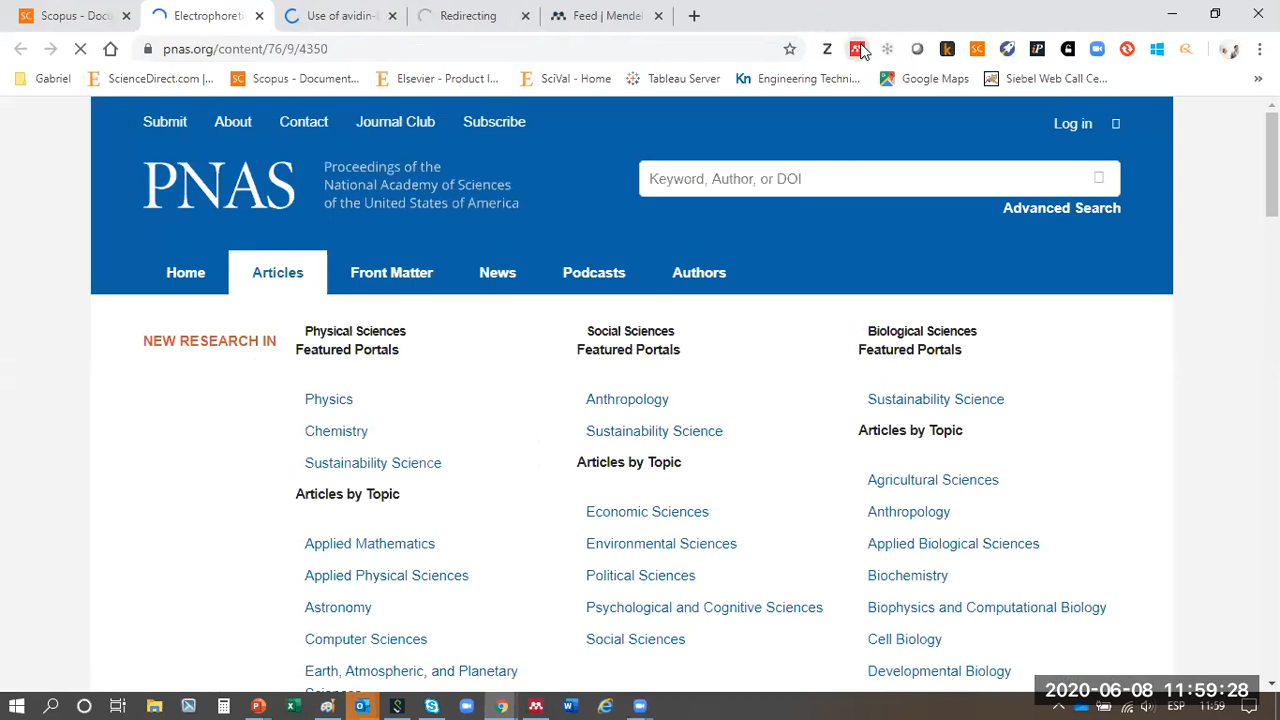 Scopus - Docu
Electrophoret
Use of avidin-
Redirecting
Feed | Mendel
pnas.org/content/76/9/4350
Gabriel
ScienceDirect.com |...
Scopus - Document...
Elsevier - Product I...
SciVal - Home
Tableau Server
Kn Engineering Techni...
Google Maps
Siebel Web Call Ce...
»
Submit
About
Contact
Journal Club
Subscribe
Log in
PNAS
Proceedings of the
National Academy of Sciences
of the United States of America
Keyword, Author, or DOI
Advanced Search
Home
Articles
Front Matter
News
Podcasts
Authors
NEW RESEARCH IN
Physical Sciences
Featured Portals
Physics
Chemistry
Sustainability Science
Articles by Topic
Applied Mathematics
Applied Physical Sciences
Astronomy
Computer Sciences
Earth, Atmospheric, and Planetary
Sciences
Social Sciences
Featured Portals
Anthropology
Sustainability Science
Articles by Topic
Economic Sciences
Environmental Sciences
Political Sciences
Psychological and Cognitive Sciences
Social Sciences
Biological Sciences
Featured Portals
Sustainability Science
Articles by Topic
Agricultural Sciences
Anthropology
Applied Biological Sciences
Biochemistry
Biophysics and Computational Biology
Cell Biology
Developmental Biology
2020-06-08 11:59:28
ESP
11:59